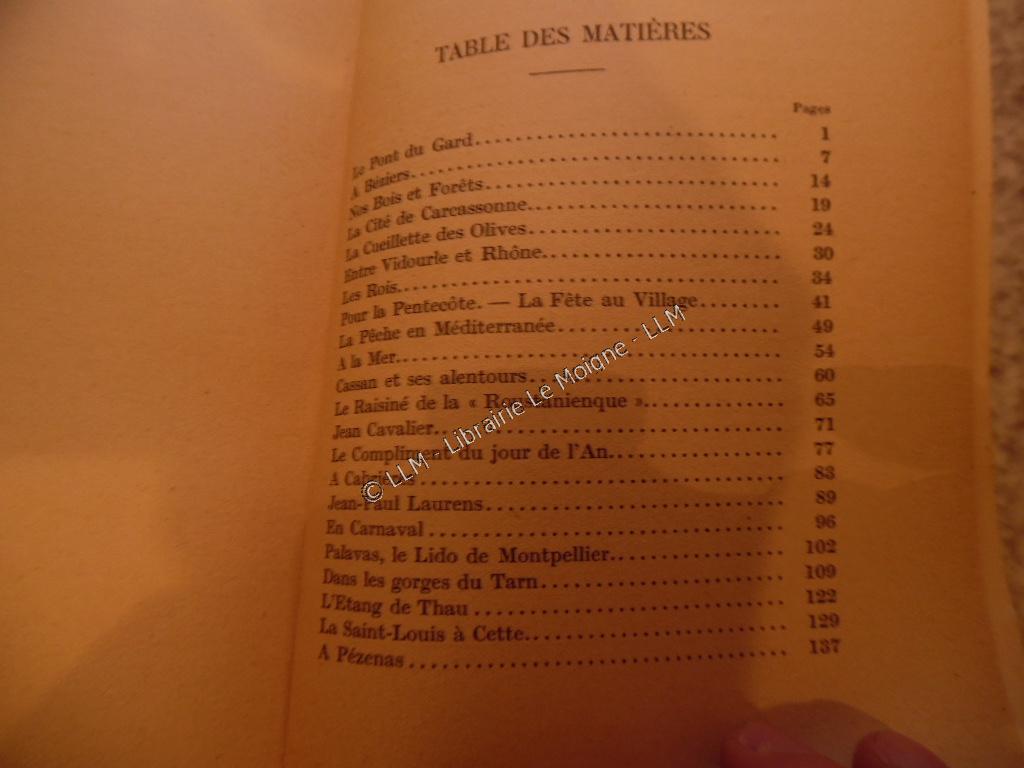 TABLE DES MATIÈRES
Pages
Le Pont du Gard........ 1
A Béziers........ 7
Nos Bois et Forêts........ 14
La Cité de Carcassonne........ 19
La Cueillette des Olives........ 24
Entre Vidourle et Rhône........ 30
Les Rois........ 34
Pour la Pentecôte. — La Fête au Village........ 41
La Pêche en Méditerranée........ 49
A la Mer........ 54
Cassan et ses alentours........ 60
Le Raisiné de la « ».......... 65
Jean Cavalier........ 71
Le Compliment du jour de l'An........ 77
A ........ 83
Jean-Paul Laurens........ 89
En Carnaval........ 96
Palavas, le Lido de Montpellier........ 102
Dans les gorges du Tarn........ 109
L'Etang de Thau........ 122
La Saint-Louis à Cette........ 129
A Pézenas........ 137
© LLM - Librairie Le Moigne - LLM